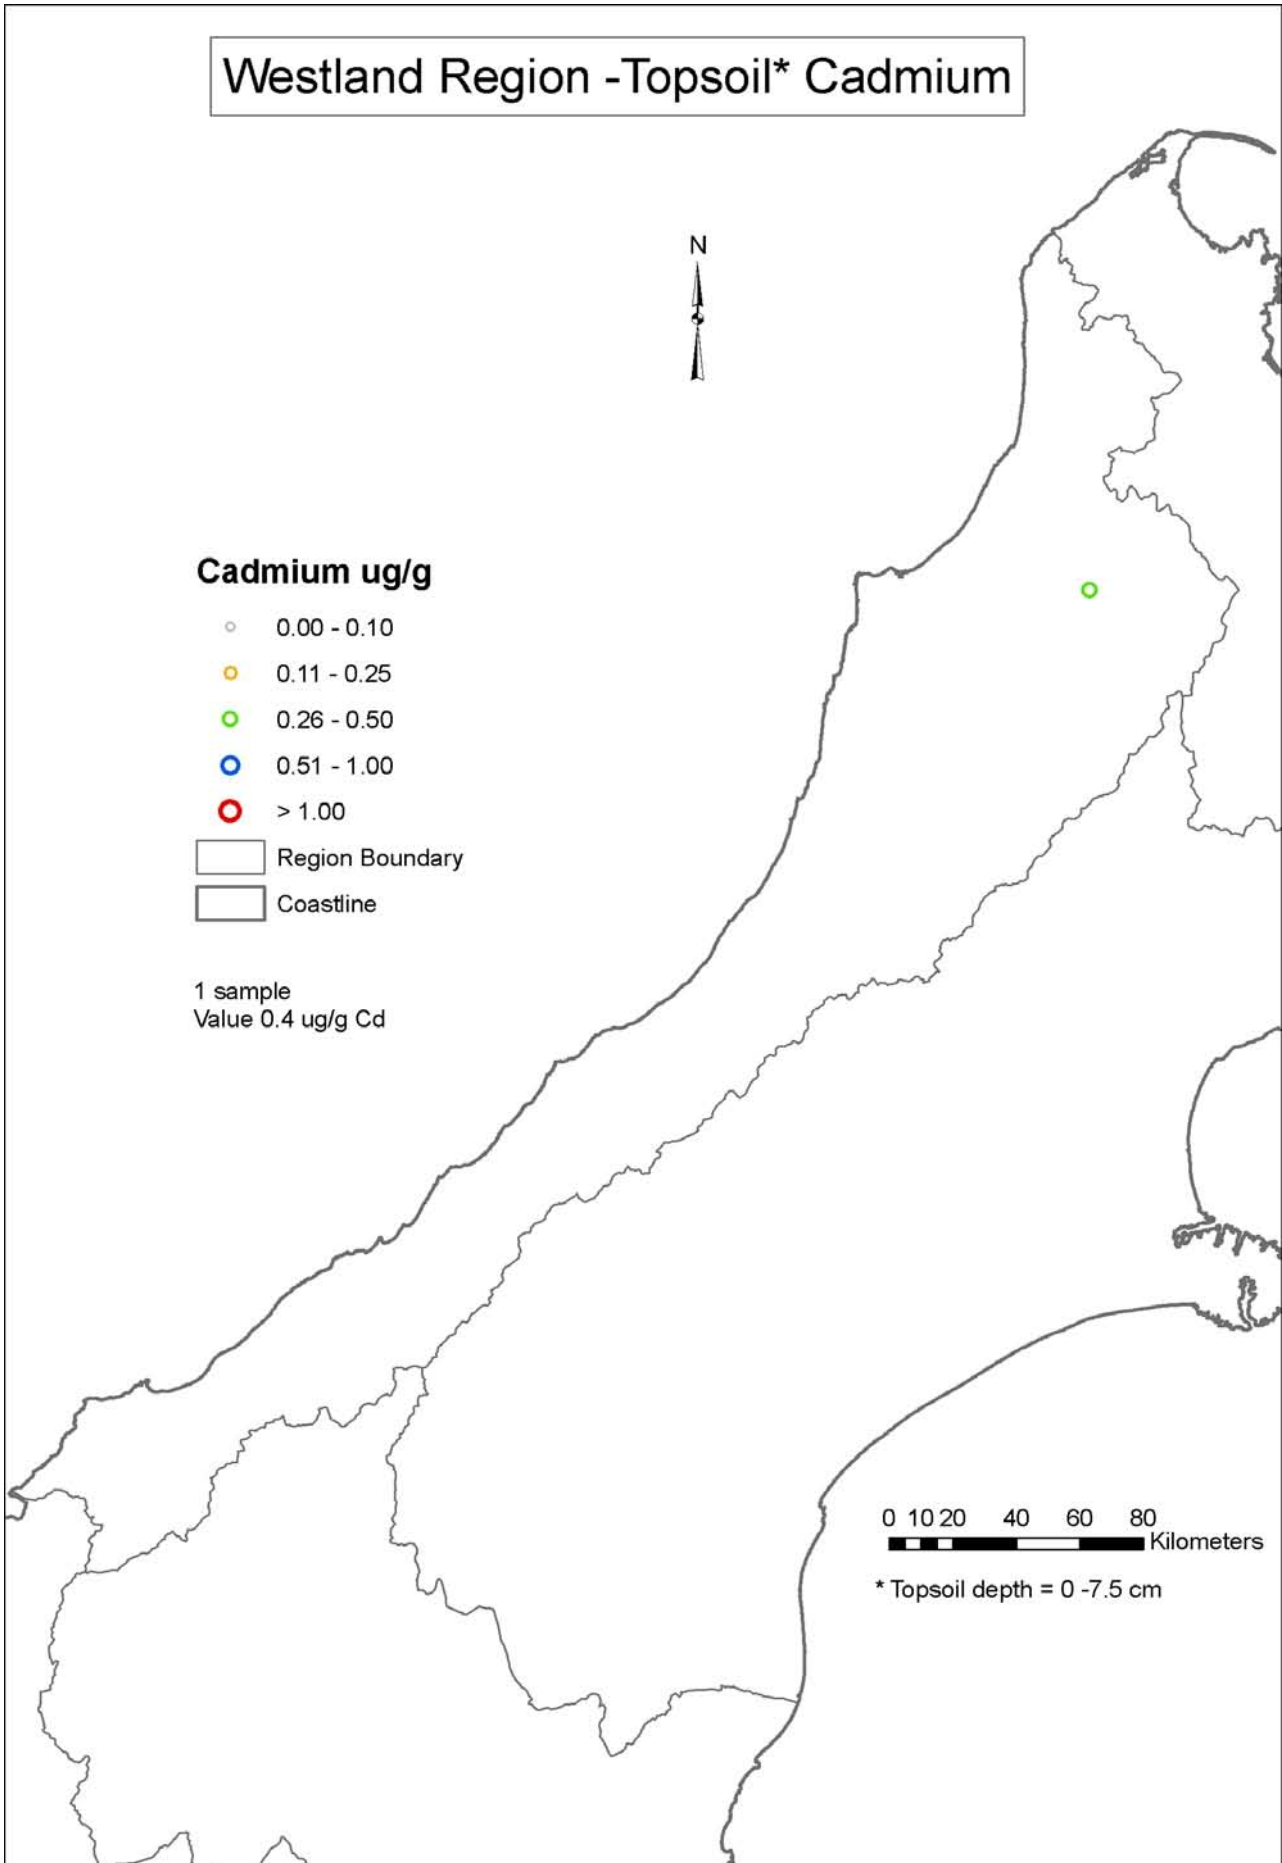 Westland Region -Topsoil* Cadmium
N
Cadmium ug/g
0.00 - 0.10
0.11 - 0.25
0.26 - 0.50
0.51 - 1.00
> 1.00
Region Boundary
Coastline
1 sample
Value 0.4 ug/g Cd
0 10 20 40 60 80
Kilometers
* Topsoil depth = 0 -7.5 cm